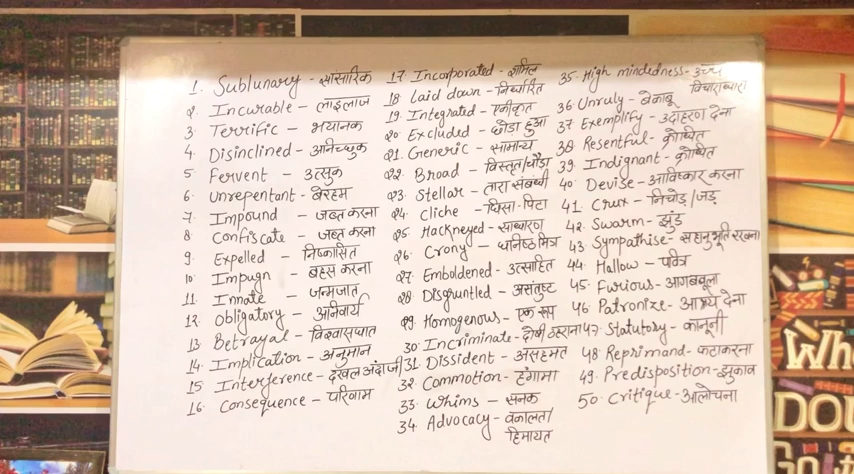 1. Sublunary - सांसारिक
2. Incurable - लाइलाज
3. Terrific - भयानक
4. Disinclined - अनिच्छुक
5 Fervent - उत्सुक
6. Unrepentant - बेरहम
7 Impound - जब्त करना
8 Confiscate - जब्त करना
9. Expelled - निष्कासित
10. Impugn - बहस करना
11 Innate - जन्मजात
12. Obligatory - अनिवार्य
13 Betrayal - विश्वासघात
14. Implication - अनुमान
15 Interference - दखल अंदाजी
16. Consequence - परिणाम
17. Incorporated - शामिल
18 Laid down - निर्धारित
19. Integrated - एकीकृत
20 Excluded - छोडा हुआ
21. Generic - सामान्य
22. Broad - विस्तृत/चौडा
23. Stellar - तारा संबंधी
24. Cliche - घिसा-पिटा
25. Hackneyed - साधारण
26. Crony - घनिष्ठ मित्र
27. Emboldened - उत्साहित
28. Disgruntled - असंतुष्ट
29. Homogenous - एक रूप
30 Incriminate - दोषी ठहराना
31. Dissident - असहमत
32. Commotion - हंगामा
33. Whims - सनक
34. Advocacy - वकालत/
हिमायत
35. High mindedness - उच्च
विचारों वाला
36. Unruly - बेकाबू
37 Exemplify - उदाहरण देना
38 Resentful - क्रोधित
39. Indignant - क्रोधित
40. Devise - आविष्कार करना
41. Crux - निचोड़/जड़
42. Swarm - झुंड
43. Sympathise - सहानुभूति रखना
44. Hallow - पवित्र
45. Furious - आगबबूला
46. Patronize - आश्रय देना
47 Statutory - कानूनी
48 Reprimand -
49. Predisposition - झुकाव
50. Critique - आलोचना
Who
DOU
Got it